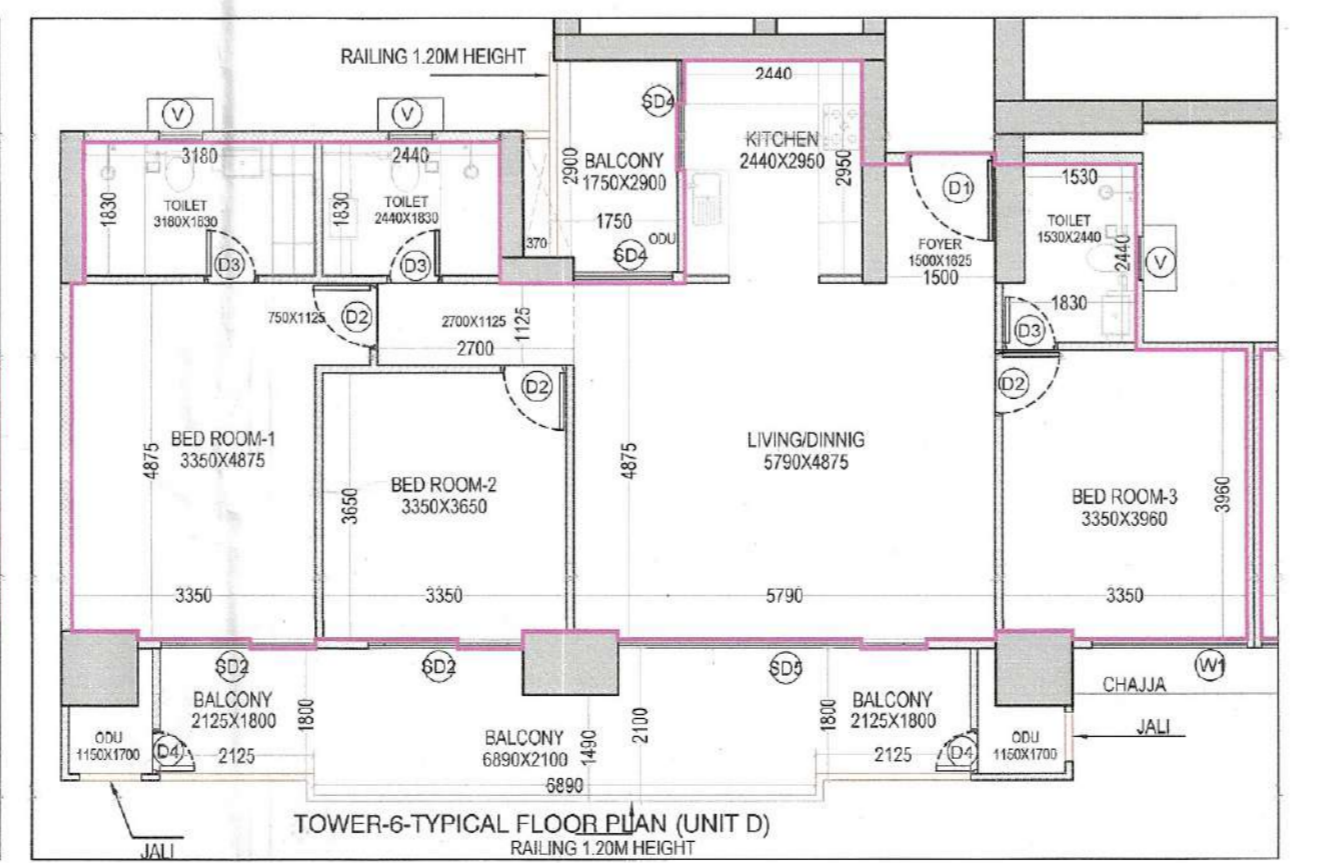 RAILING 1.20M HEIGHT
2440
SD4
V
V
KITCHEN
2440X2950
3180
2440
2900
BALCONY
1750X2900
2950
D1
1530
1830
TOILET
3180X1830
1830
TOILET
2440X1830
1750
ODU
TOILET
1530X2440
2440
V
D3
D3
370
SD4
FOYER
1500X1625
1500
1830
750X1125
D2
2700X1125
1125
2700
D3
D2
D2
BED ROOM-1
3350X4875
4875
BED ROOM-2
3350X3650
3650
4875
LIVING/DINNIG
5790X4875
BED ROOM-3
3350X3960
3960
3350
3350
5790
3350
SD2
SD2
SD5
W1
BALCONY
2125X1800
1800
BALCONY
2125X1800
1800
CHAJJA
ODU
1150X1700
D4
2125
BALCONY
6890X2100
1490
2100
2125
D4
ODU
1150X1700
JALI
6890
TOWER-6-TYPICAL FLOOR PLAN (UNIT D)
RAILING 1.20M HEIGHT
JALI